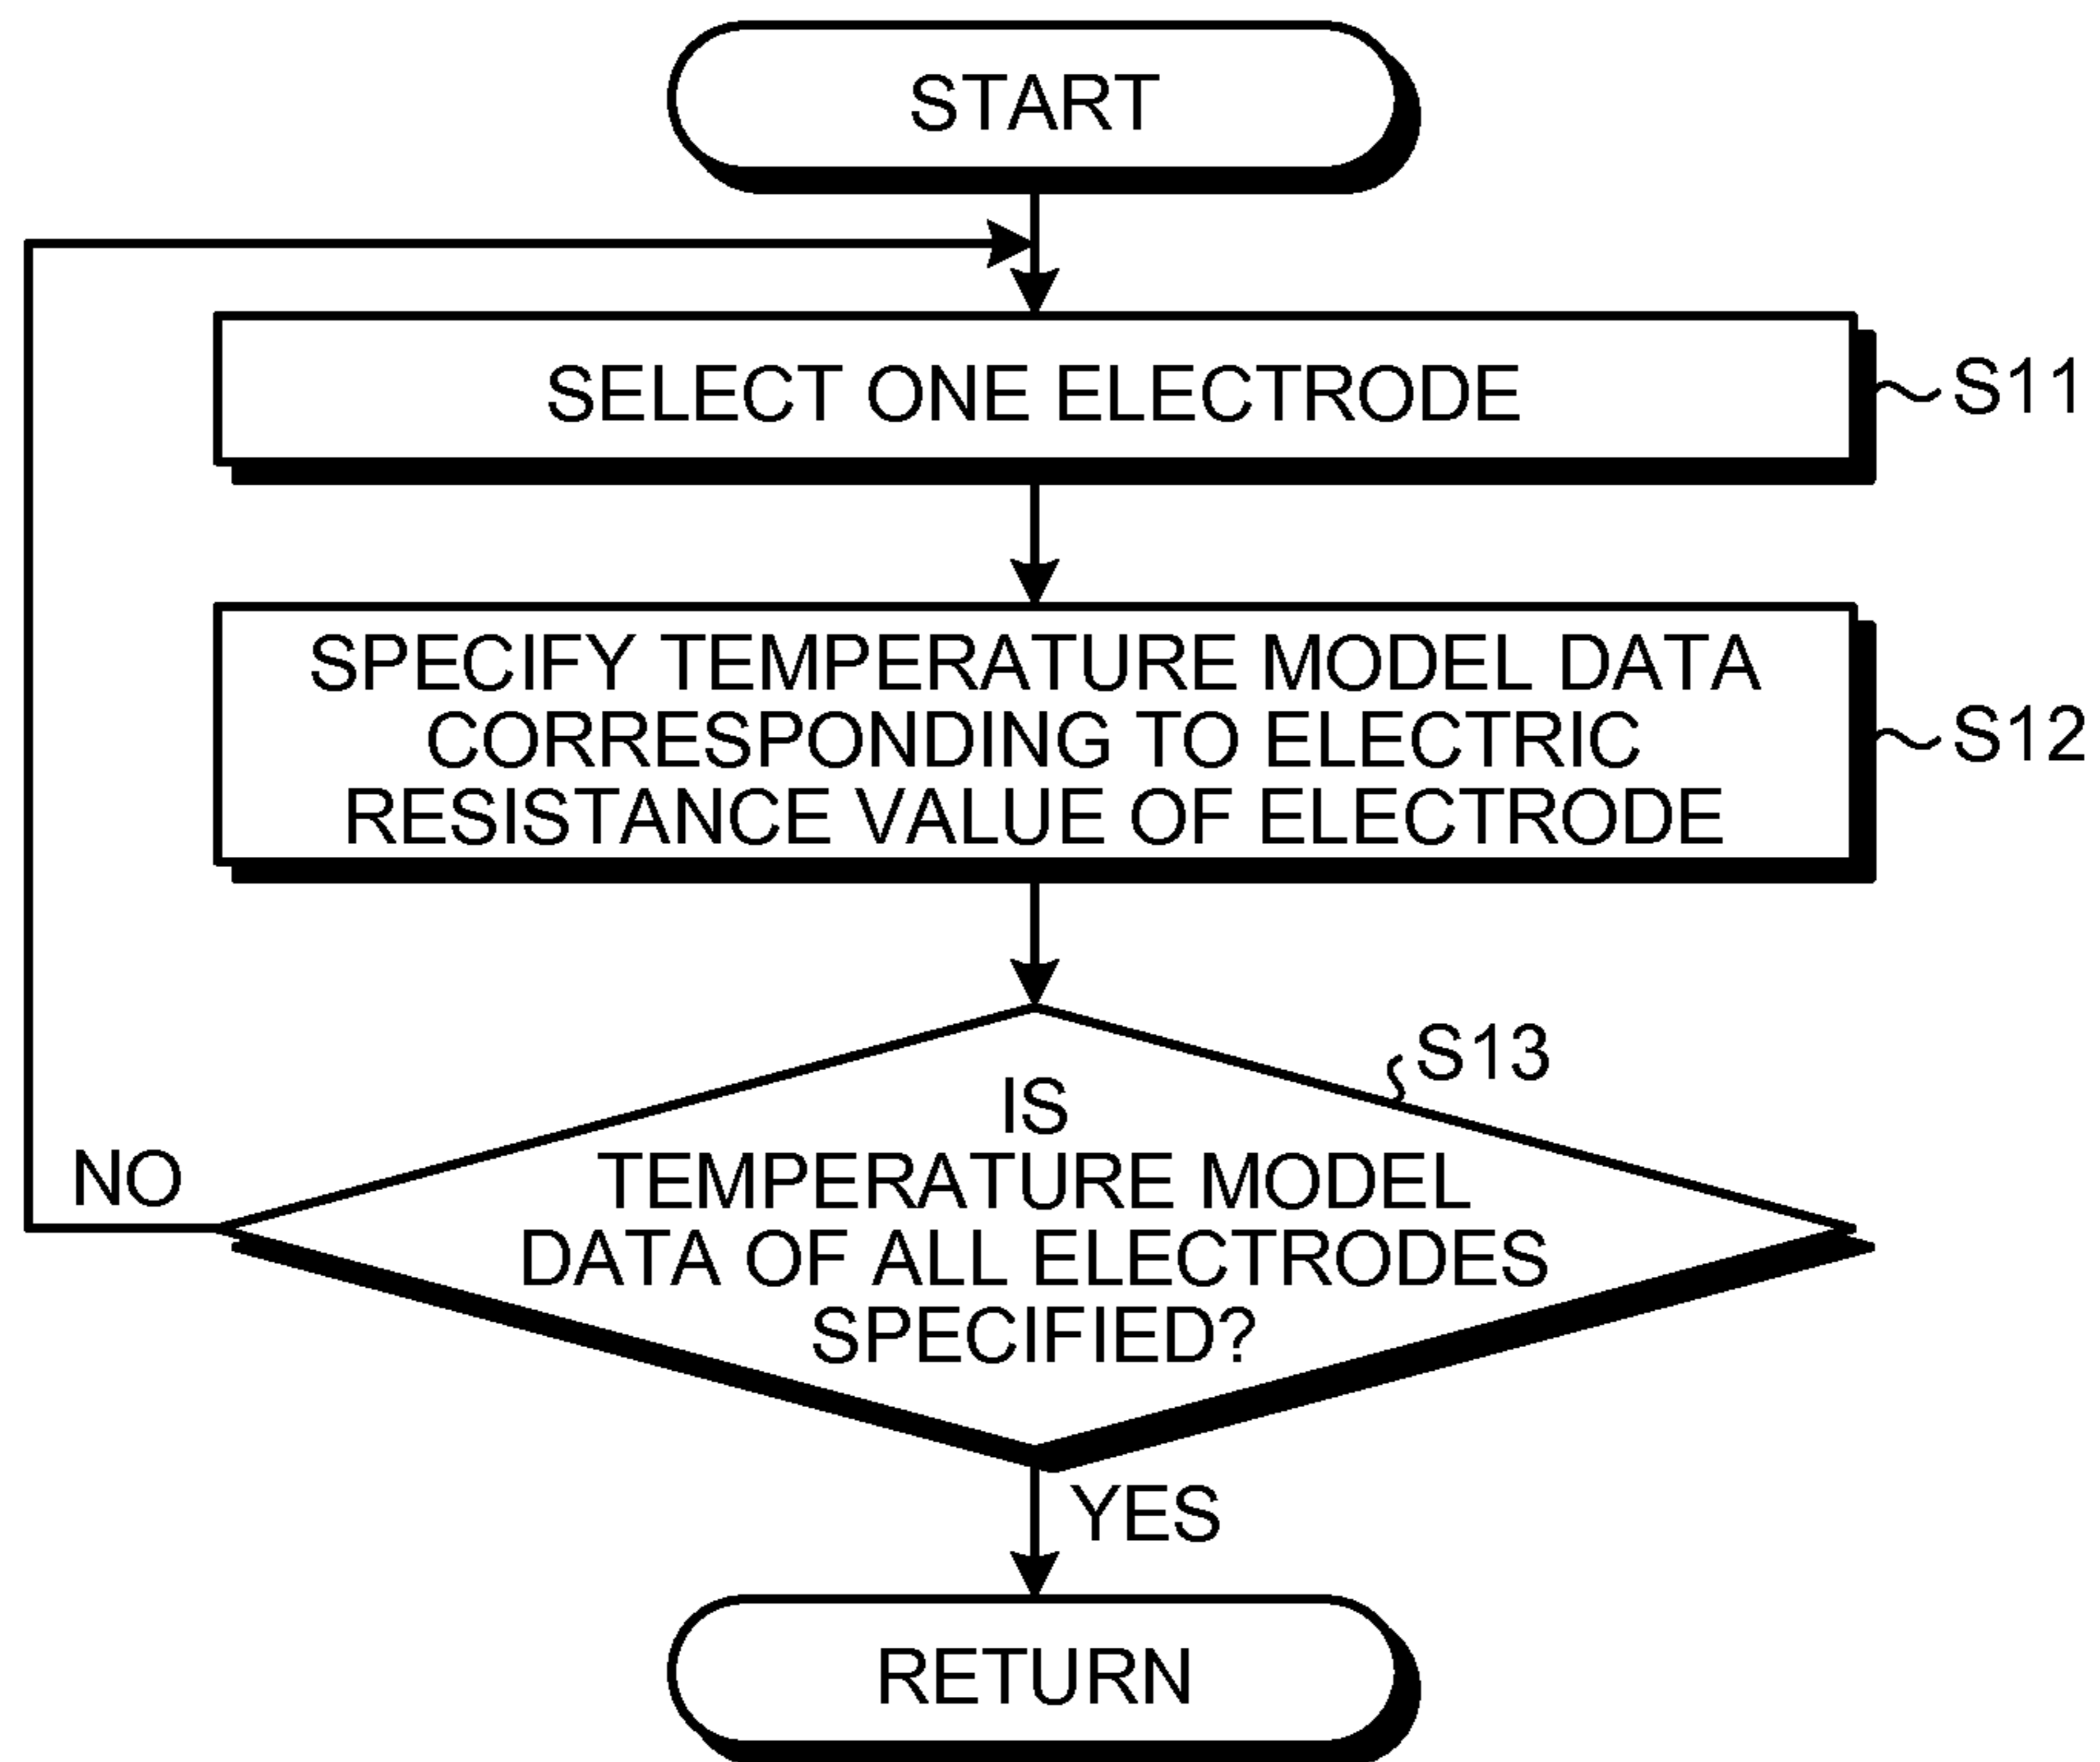 START
SELECT ONE ELECTRODE
S11
SPECIFY TEMPERATURE MODEL DATA
CORRESPONDING TO ELECTRIC
RESISTANCE VALUE OF ELECTRODE
S12
S13
IS
TEMPERATURE MODEL
DATA OF ALL ELECTRODES
SPECIFIED?
NO
YES
RETURN